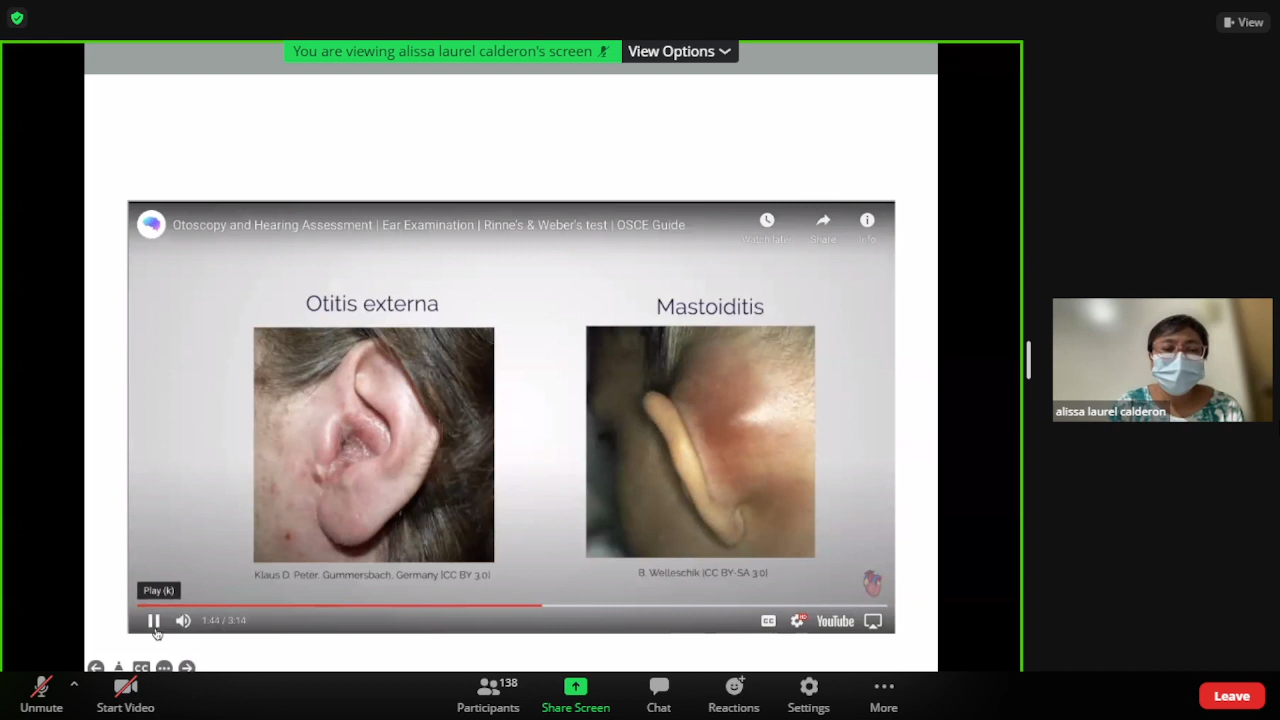 View
You are viewing alissa laurel calderon's screen
View Options
Otoscopy and Hearing Assessment | Ear Examination | Rinne's & Weber's test | OSCE Guide
Watch later
Share
Info
Otitis externa
Mastoiditis
Klaus D. Peter, Gummersbach, Germany [CC BY 3.0]
B. Welleschik [CC BY-SA 3.0]
Play (k)
1:44 / 3:14
CC
HD
YouTube
CC
alissa laurel calderon
138
Unmute
Start Video
Participants
Share Screen
Chat
Reactions
Settings
More
Leave